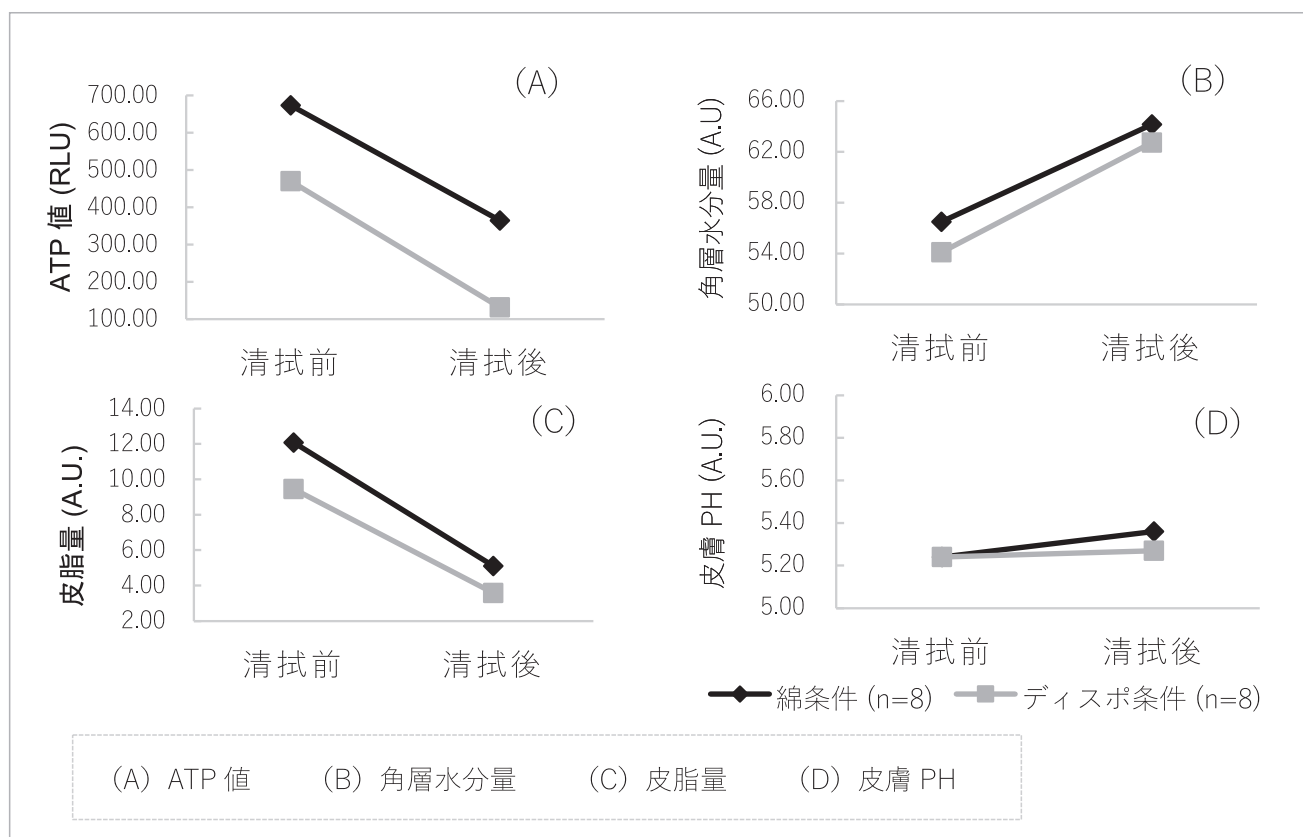 (A)
ATP 値 (RLU)
700.00
600.00
500.00
400.00
300.00
200.00
100.00
清拭前 清拭後
(B)
角層水分量 (A.U)
66.00
62.00
58.00
54.00
50.00
清拭前 清拭後
(C)
皮脂量 (A.U.)
14.00
12.00
10.00
8.00
6.00
4.00
2.00
清拭前 清拭後
(D)
皮膚 PH (A.U.)
6.00
5.80
5.60
5.40
5.20
5.00
清拭前 清拭後
綿条件 (n=8) ディスポ条件 (n=8)
(A) ATP 値 (B) 角層水分量 (C) 皮脂量 (D) 皮膚 PH